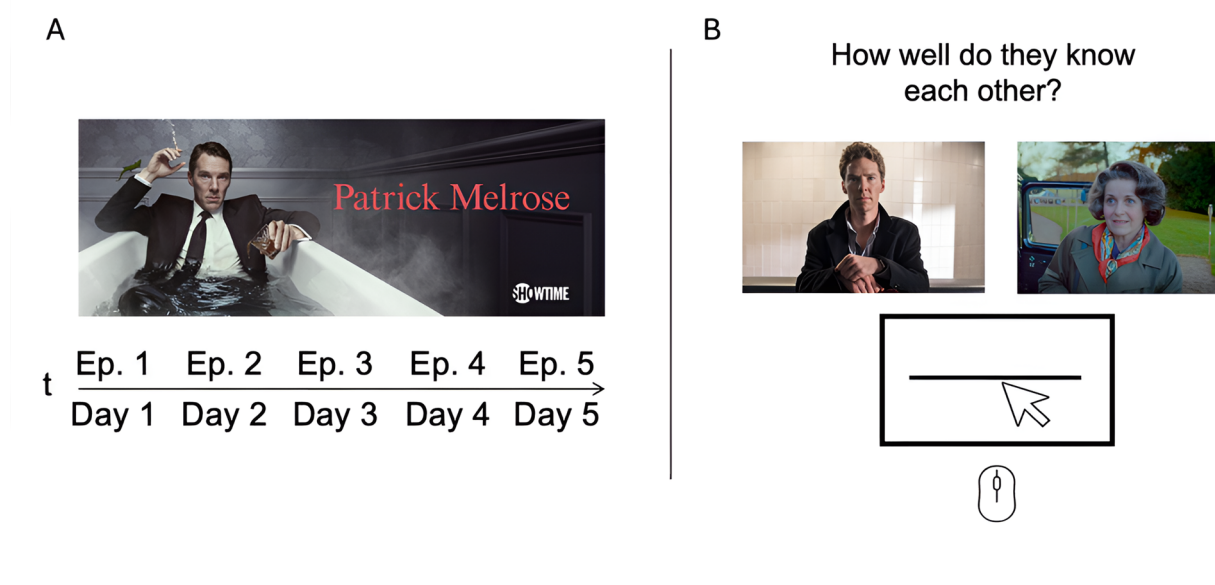 A
Patrick Melrose
SHOWTIME
Ep. 1 Ep. 2 Ep. 3 Ep. 4 Ep. 5
t
Day 1 Day 2 Day 3 Day 4 Day 5
B
How well do they know
each other?